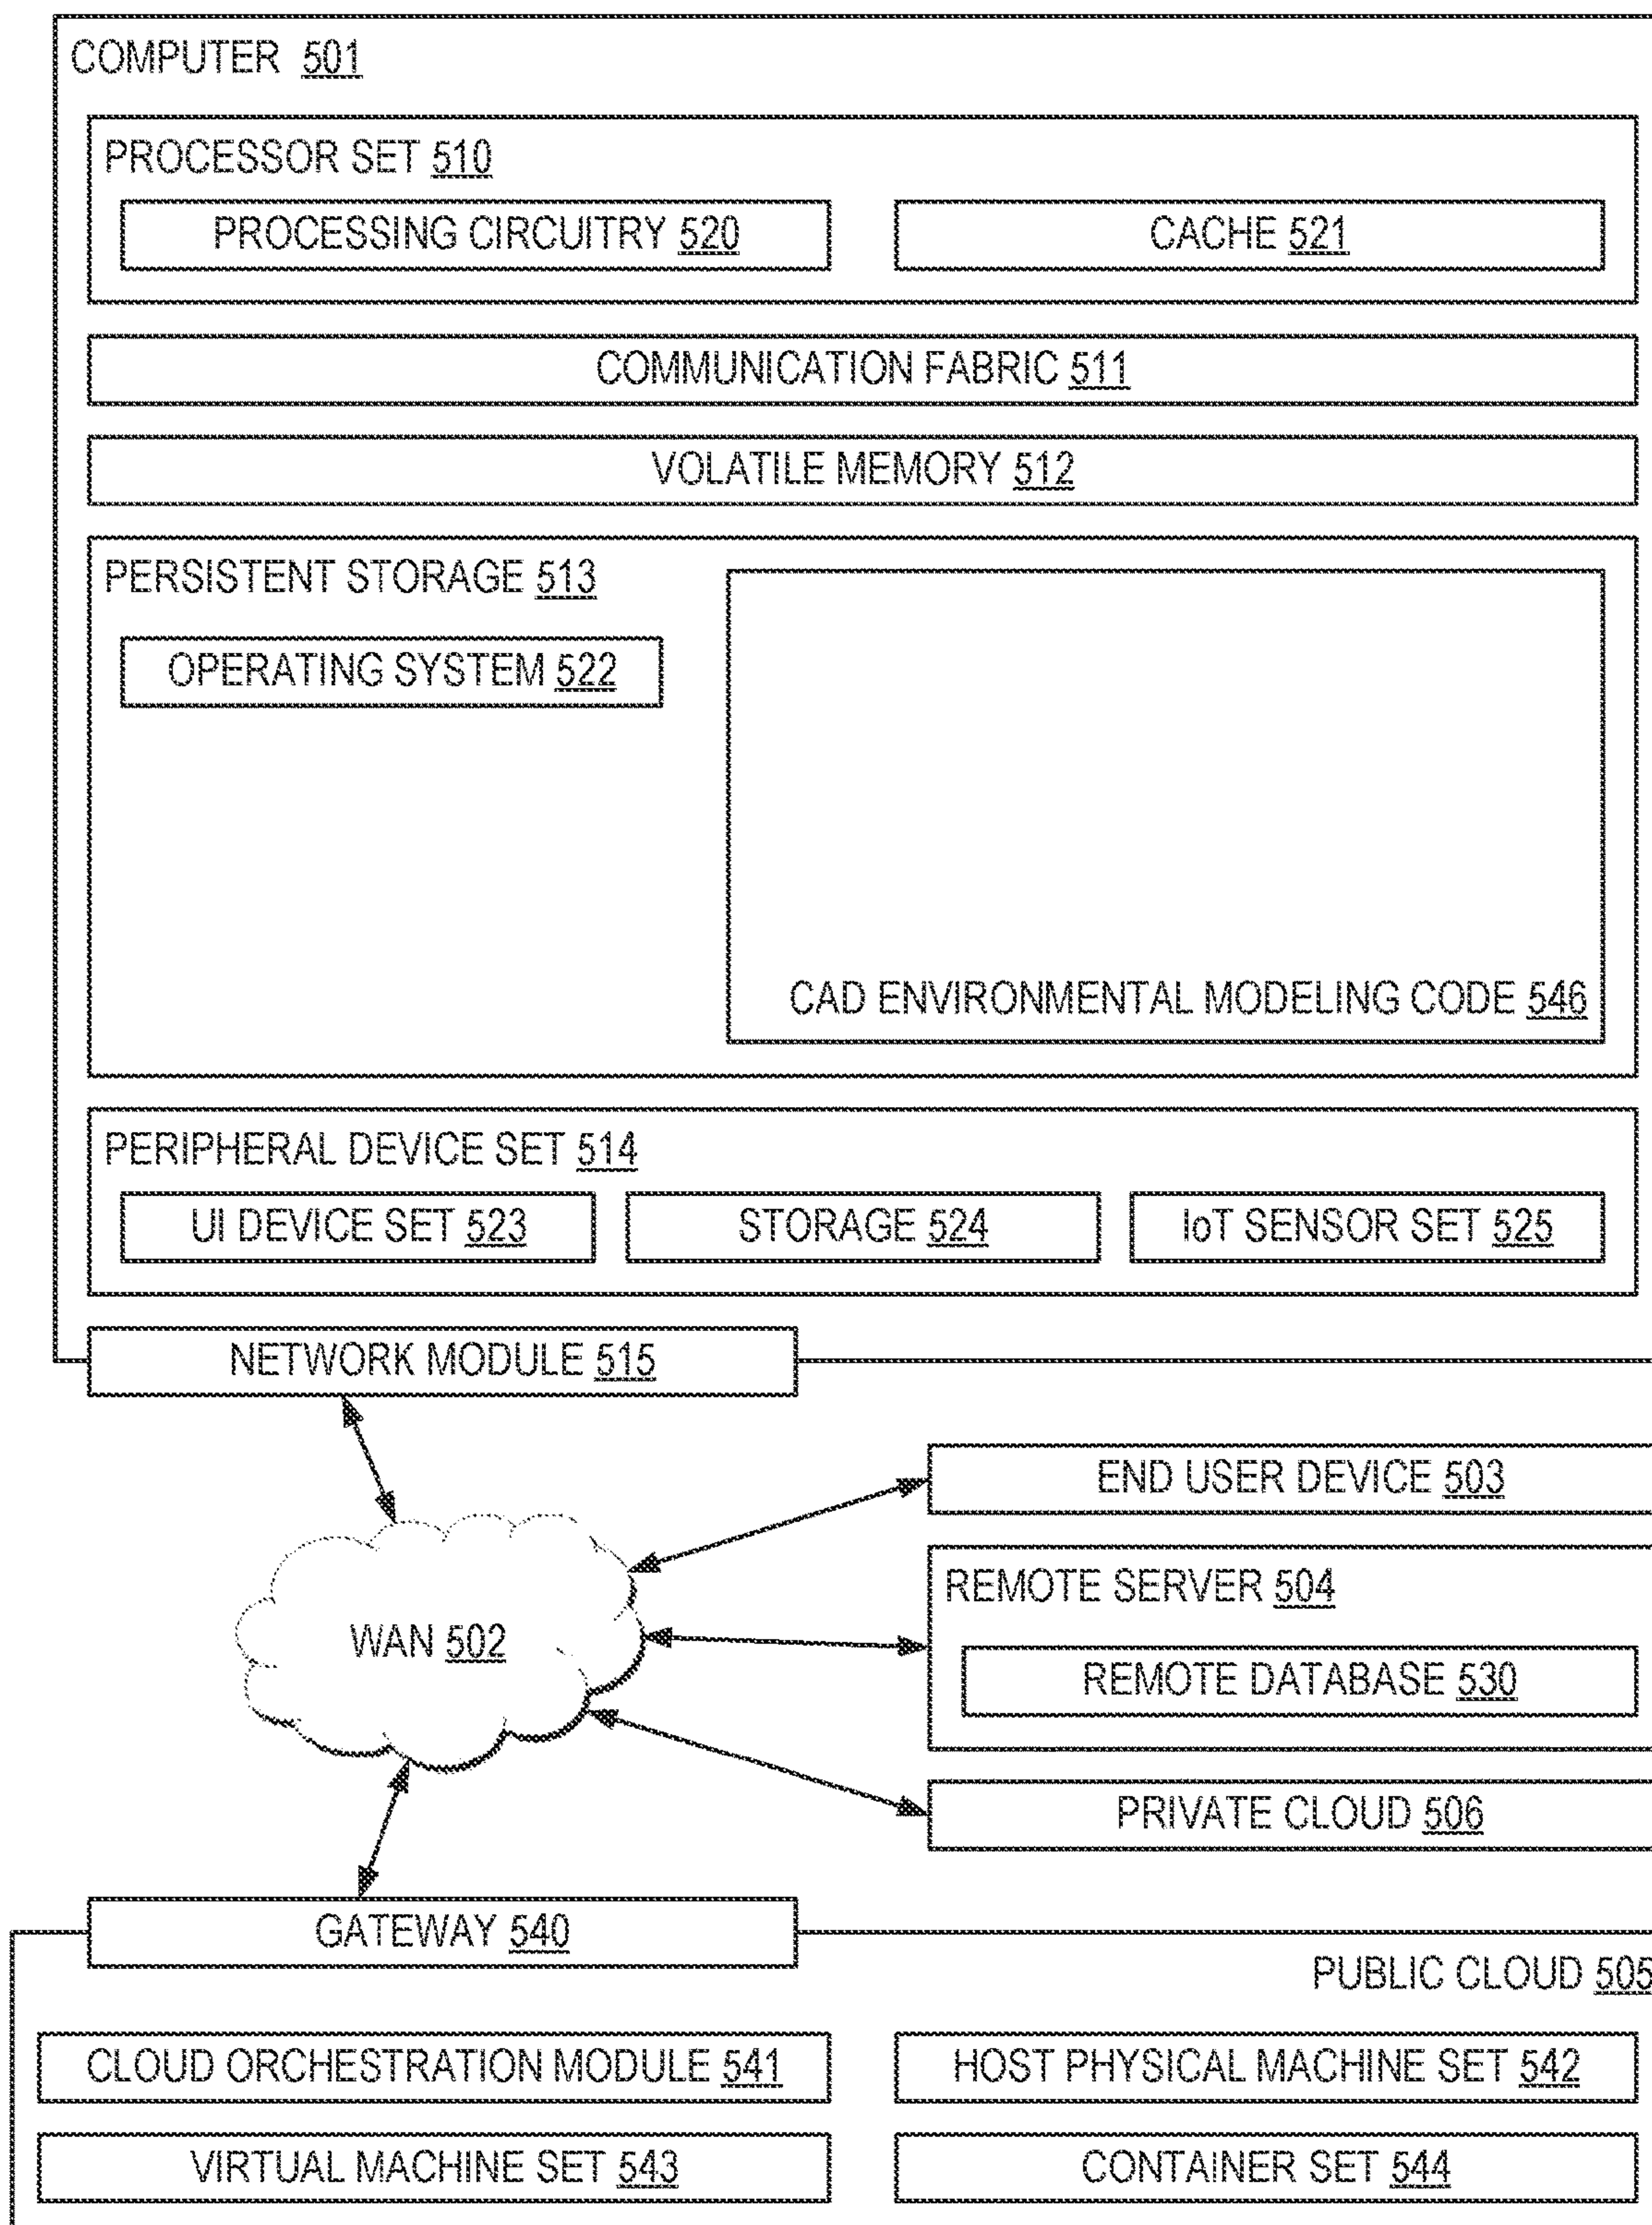 COMPUTER 501
PROCESSOR SET 510
PROCESSING CIRCUITRY 520
CACHE 521
COMMUNICATION FABRIC 511
VOLATILE MEMORY 512
PERSISTENT STORAGE 513
OPERATING SYSTEM 522
CAD ENVIRONMENTAL MODELING CODE 546
PERIPHERAL DEVICE SET 514
UI DEVICE SET 523
STORAGE 524
IoT SENSOR SET 525
NETWORK MODULE 515
END USER DEVICE 503
REMOTE SERVER 504
WAN 502
REMOTE DATABASE 530
PRIVATE CLOUD 506
GATEWAY 540
PUBLIC CLOUD 505
CLOUD ORCHESTRATION MODULE 541
HOST PHYSICAL MACHINE SET 542
VIRTUAL MACHINE SET 543
CONTAINER SET 544